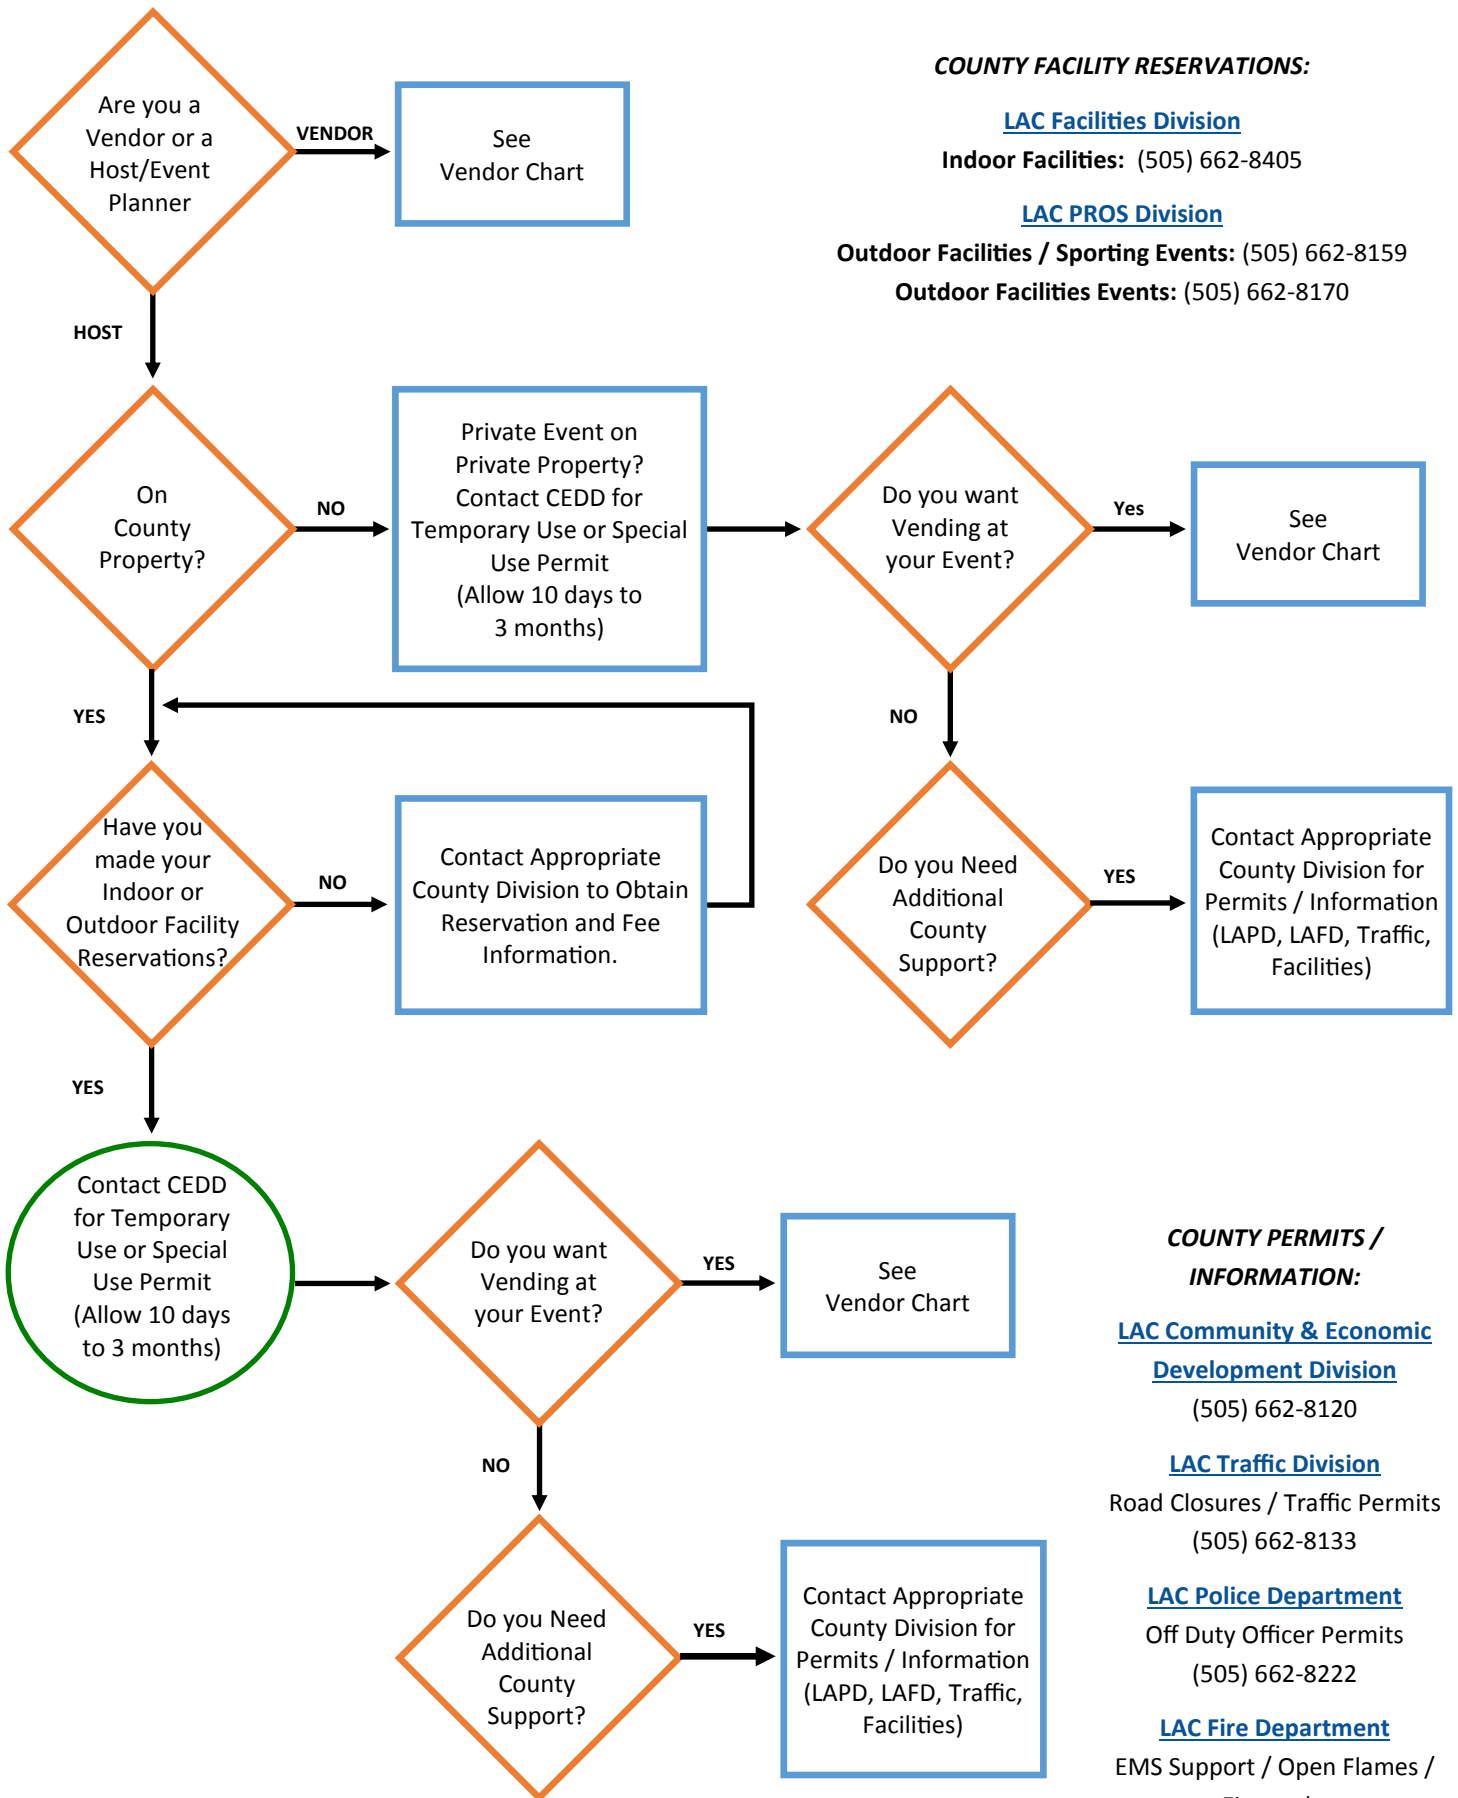 Are you a
Vendor or a
Host/Event
Planner
VENDOR
See
Vendor Chart
COUNTY FACILITY RESERVATIONS:
LAC Facilities Division
Indoor Facilities: (505) 662-8405
LAC PROS Division
Outdoor Facilities / Sporting Events: (505) 662-8159
Outdoor Facilities Events: (505) 662-8170
HOST
On
County
Property?
NO
Private Event on
Private Property?
Contact CEDD for
Temporary Use or Special
Use Permit
(Allow 10 days to
3 months)
Do you want
Vending at
your Event?
Yes
See
Vendor Chart
YES
NO
Have you
made your
Indoor or
Outdoor Facility
Reservations?
NO
Contact Appropriate
County Division to Obtain
Reservation and Fee
Information.
Do you Need
Additional
County
Support?
YES
Contact Appropriate
County Division for
Permits / Information
(LAPD, LAFD, Traffic,
Facilities)
YES
Contact CEDD
for Temporary
Use or Special
Use Permit
(Allow 10 days
to 3 months)
Do you want
Vending at
your Event?
YES
See
Vendor Chart
NO
Do you Need
Additional
County
Support?
YES
Contact Appropriate
County Division for
Permits / Information
(LAPD, LAFD, Traffic,
Facilities)
COUNTY PERMITS /
INFORMATION:
LAC Community & Economic
Development Division
(505) 662-8120
LAC Traffic Division
Road Closures / Traffic Permits
(505) 662-8133
LAC Police Department
Off Duty Officer Permits
(505) 662-8222
LAC Fire Department
EMS Support / Open Flames /